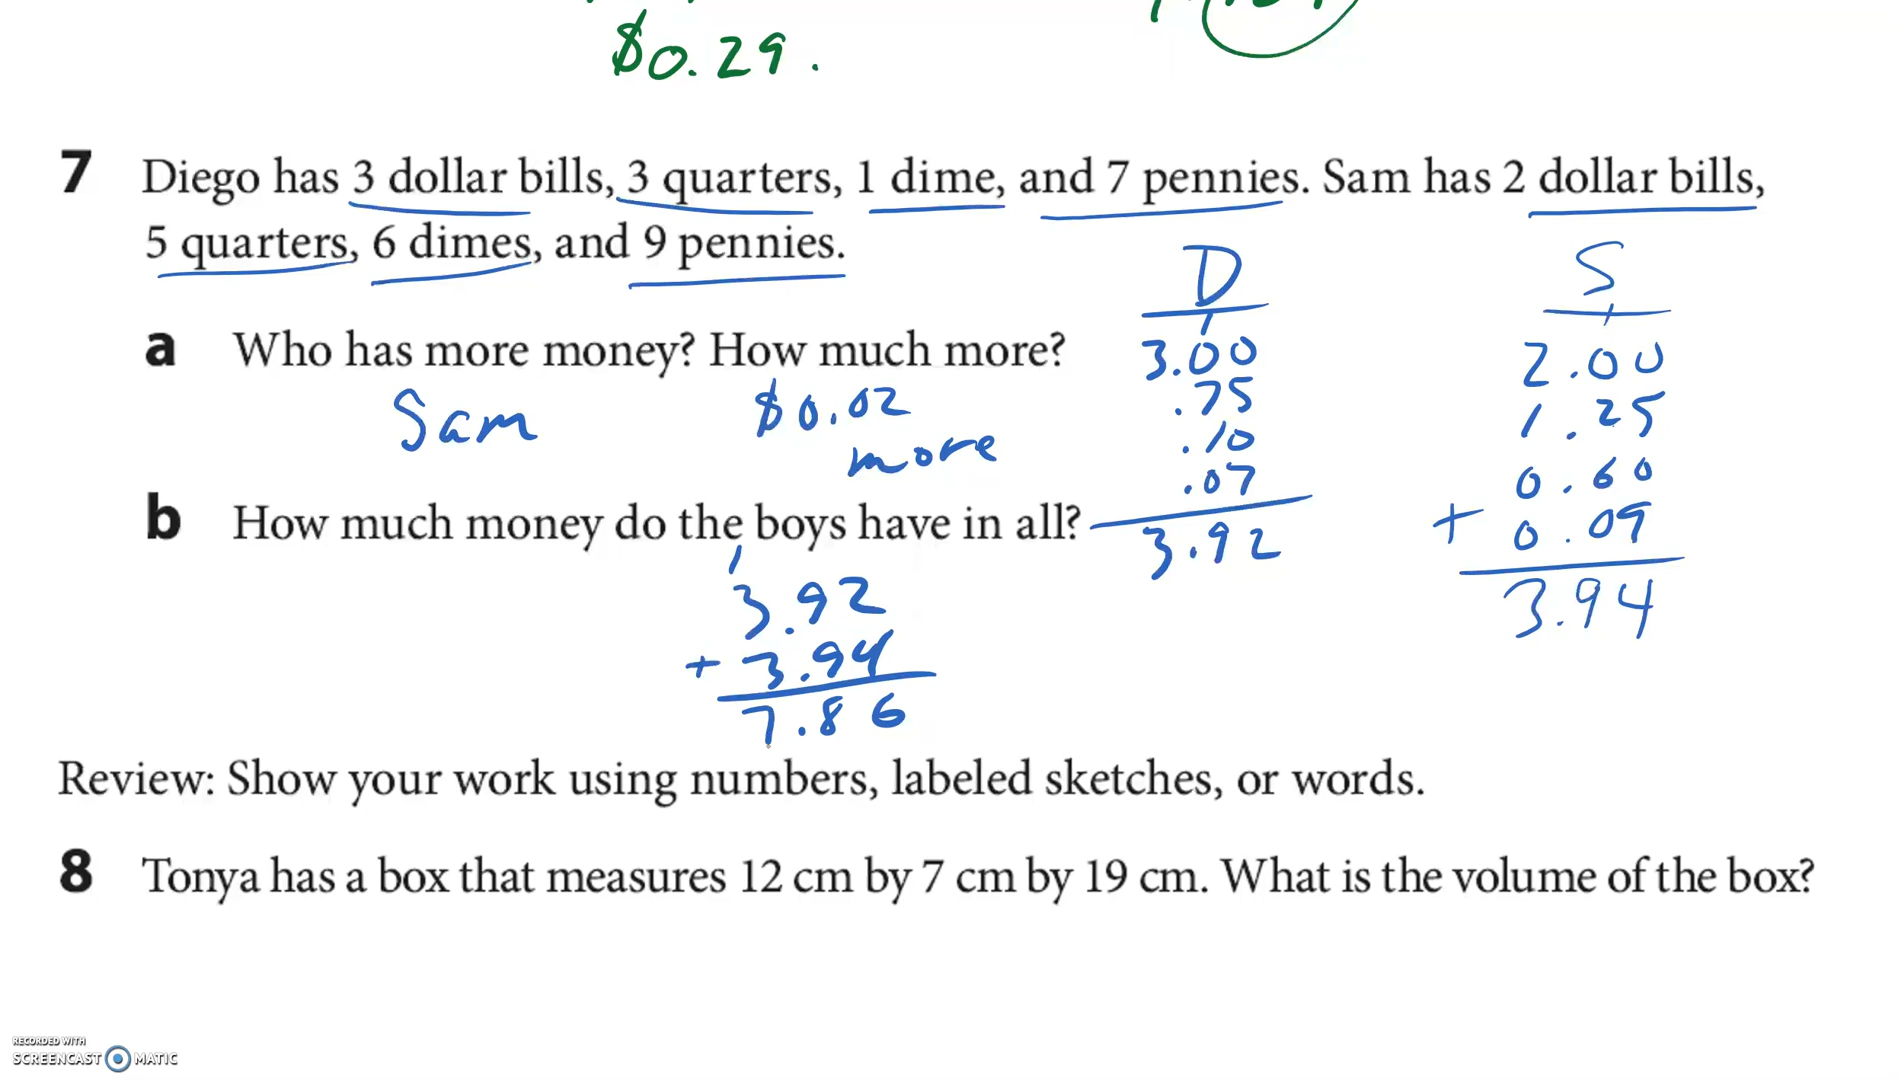 $0.29.
7 Diego has 3 dollar bills, 3 quarters, 1 dime, and 7 pennies. Sam has 2 dollar bills,
5 quarters, 6 dimes, and 9 pennies.
a Who has more money? How much more?
Sam $0.02
more
b How much money do the boys have in all?
1
3.92
+ 3.94
7.86
D
1
3.00
.75
.10
.07
3.92
S
1
2.00
1.25
0.60
+ 0.09
3.94
Review: Show your work using numbers, labeled sketches, or words.
8 Tonya has a box that measures 12 cm by 7 cm by 19 cm. What is the volume of the box?
RECORDED WITH
SCREENCAST MATIC